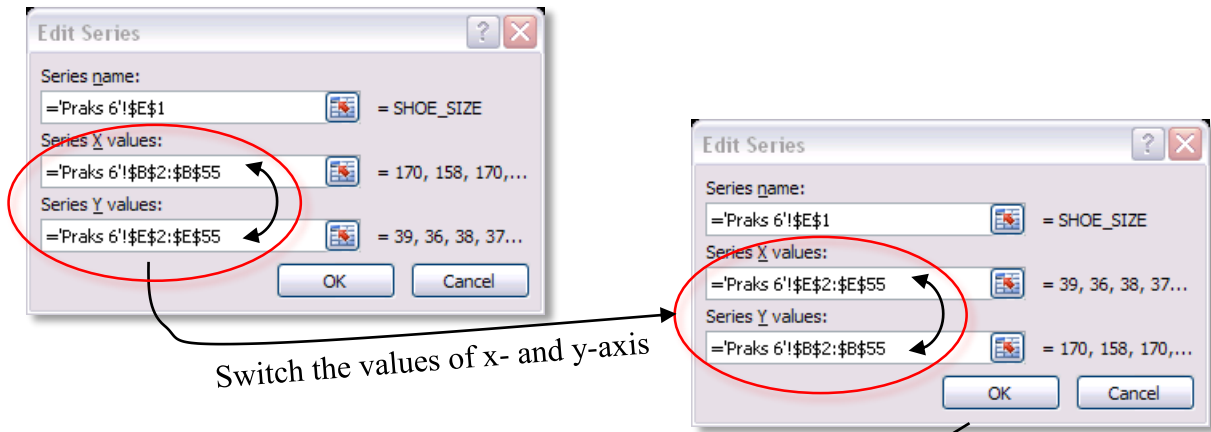 Edit Series
Series name:
='Praks 6'!$E$1 = SHOE_SIZE
Series X values:
='Praks 6'!$B$2:$B$55 = 170, 158, 170,...
Series Y values:
='Praks 6'!$E$2:$E$55 = 39, 36, 38, 37...
OK Cancel
Switch the values of x- and y-axis
Edit Series
Series name:
='Praks 6'!$E$1 = SHOE_SIZE
Series X values:
='Praks 6'!$E$2:$E$55 = 39, 36, 38, 37...
Series Y values:
='Praks 6'!$B$2:$B$55 = 170, 158, 170,...
OK Cancel